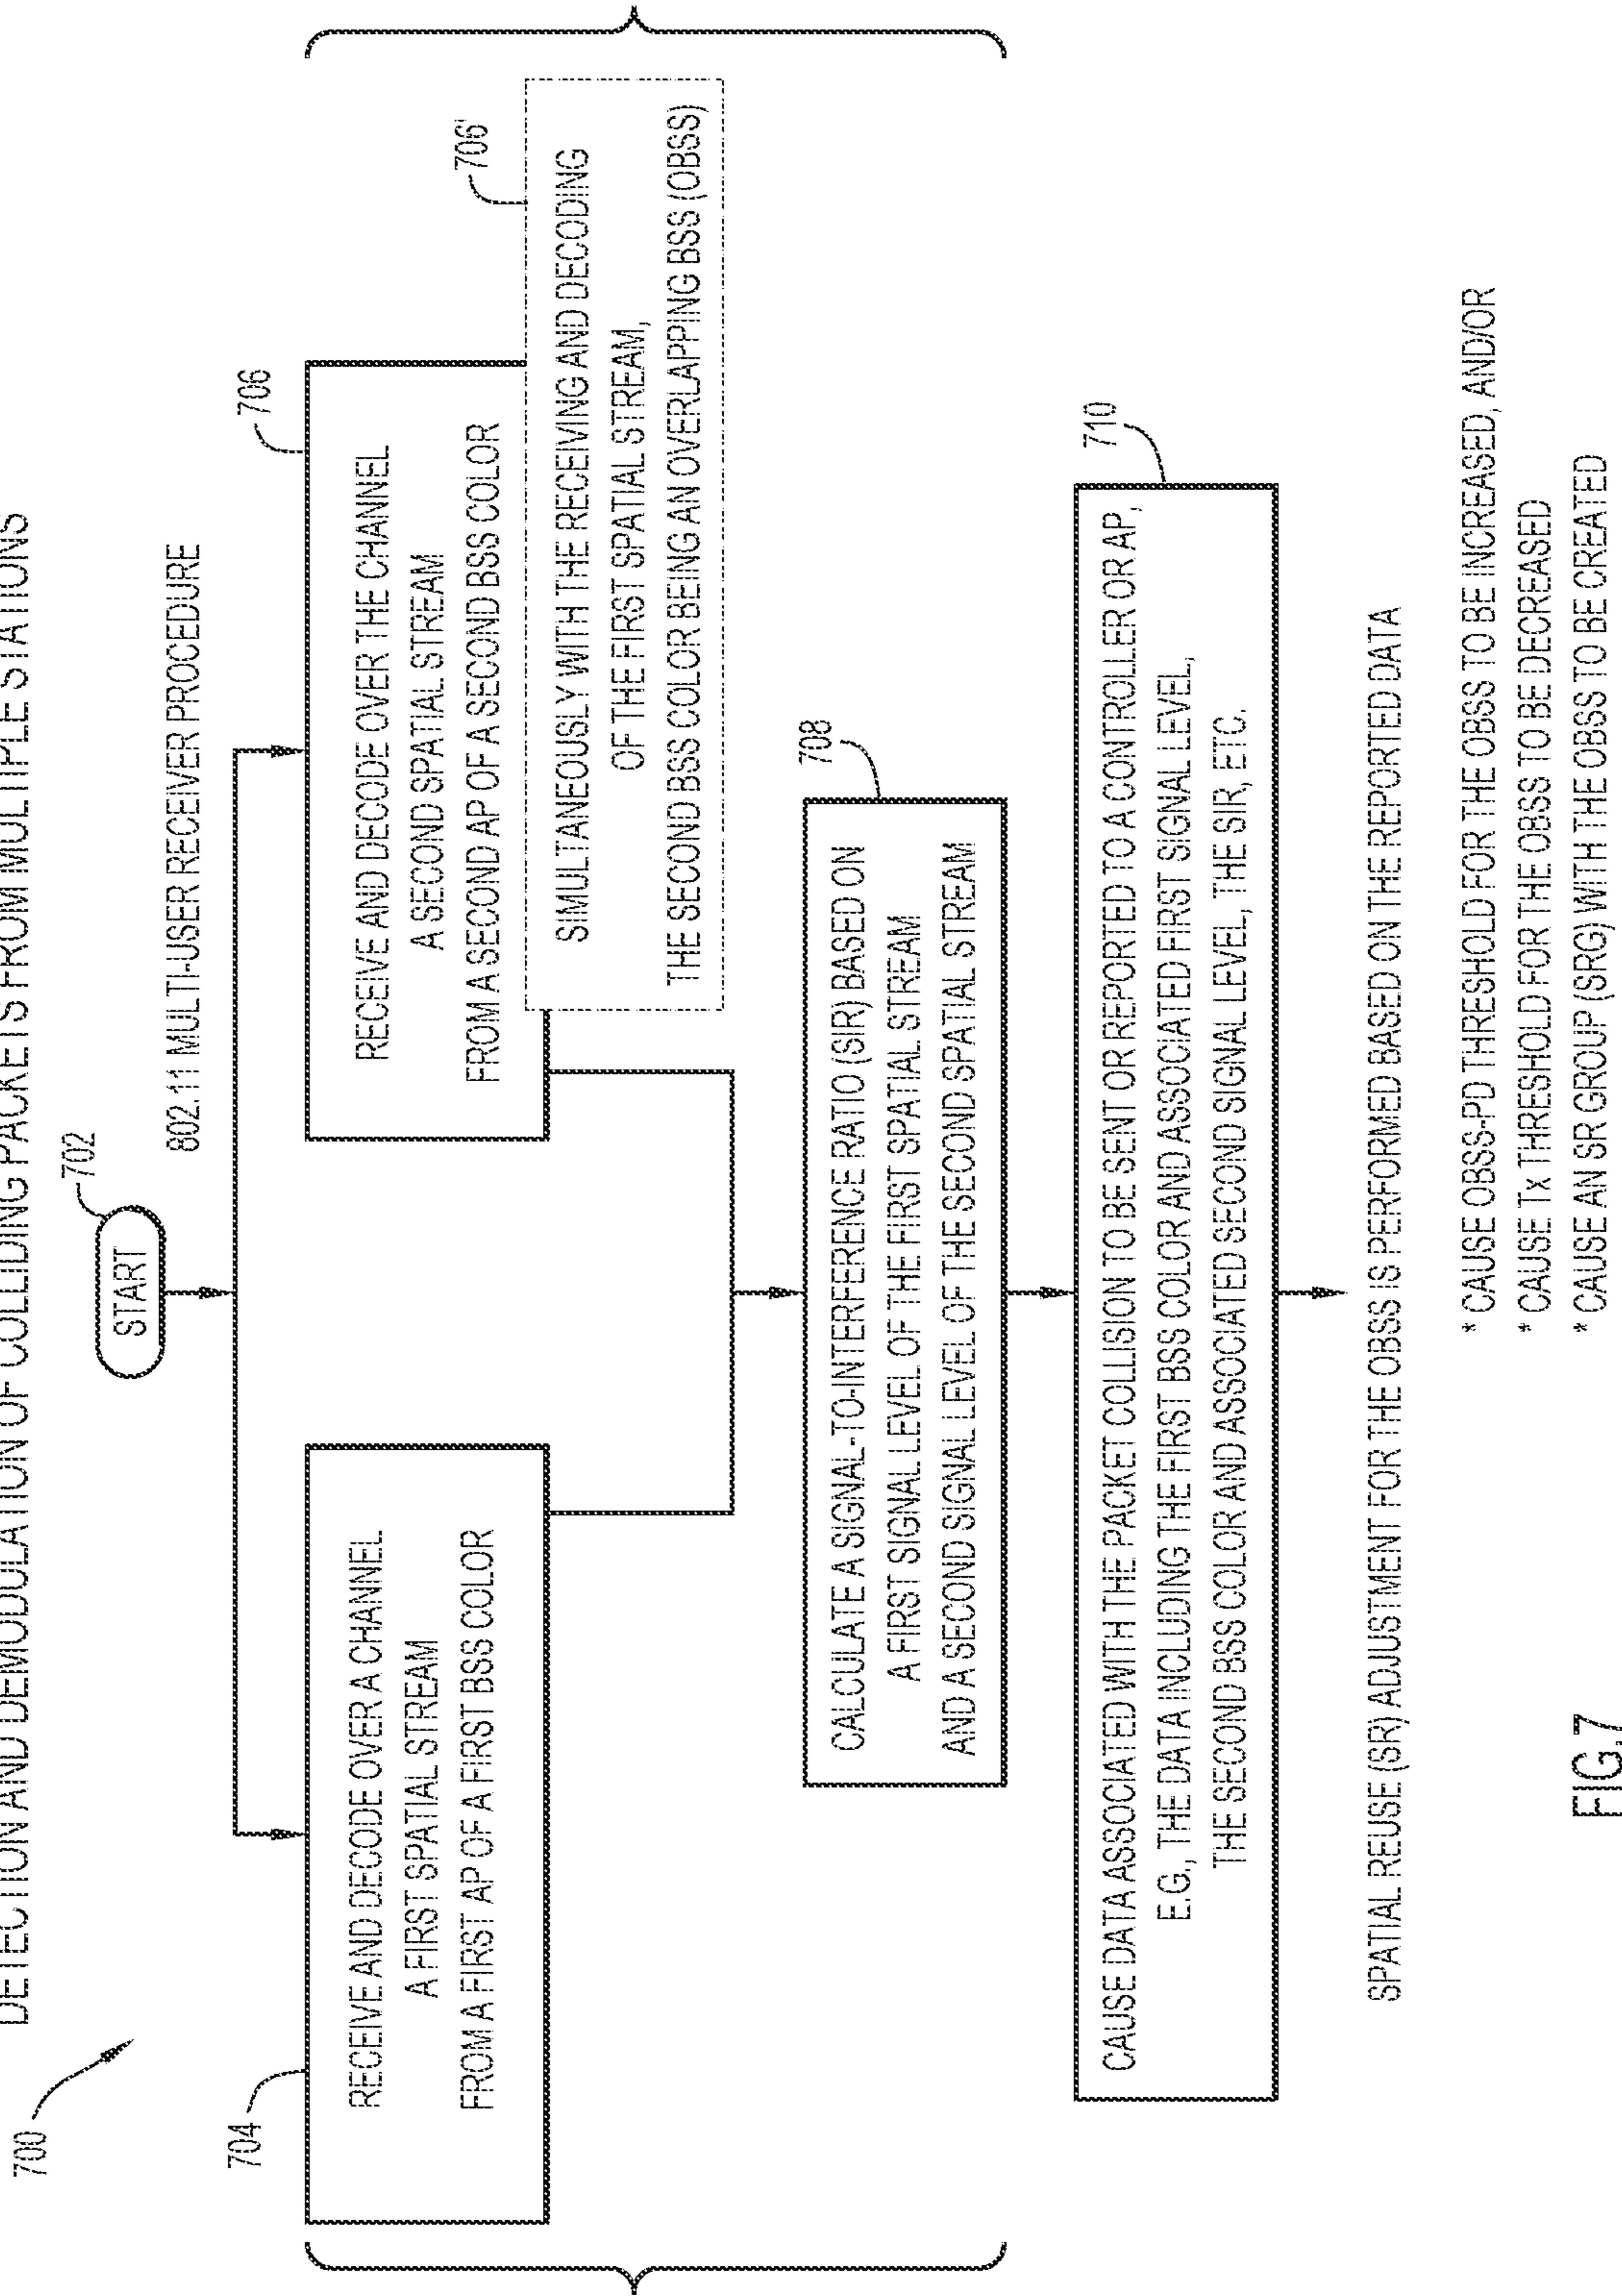 DETECTION AND DEMODULATION OF COLLIDING PACKETS FROM MULTIPLE STATIONS
700
702
START
802.11 MULTI-USER RECEIVER PROCEDURE
704
RECEIVE AND DECODE OVER A CHANNEL
A FIRST SPATIAL STREAM
FROM A FIRST AP OF A FIRST BSS COLOR
706
RECEIVE AND DECODE OVER THE CHANNEL
A SECOND SPATIAL STREAM
FROM A SECOND AP OF A SECOND BSS COLOR
706'
SIMULTANEOUSLY WITH THE RECEIVING AND DECODING
OF THE FIRST SPATIAL STREAM,
THE SECOND BSS COLOR BEING AN OVERLAPPING BSS (OBSS)
708
CALCULATE A SIGNAL-TO-INTERFERENCE RATIO (SIR) BASED ON
A FIRST SIGNAL LEVEL OF THE FIRST SPATIAL STREAM
AND A SECOND SIGNAL LEVEL OF THE SECOND SPATIAL STREAM
710
CAUSE DATA ASSOCIATED WITH THE PACKET COLLISION TO BE SENT OR REPORTED TO A CONTROLLER OR AP,
E.G., THE DATA INCLUDING THE FIRST BSS COLOR AND ASSOCIATED FIRST SIGNAL LEVEL,
THE SECOND BSS COLOR AND ASSOCIATED SECOND SIGNAL LEVEL, THE SIR, ETC.
SPATIAL REUSE (SR) ADJUSTMENT FOR THE OBSS IS PERFORMED BASED ON THE REPORTED DATA
* CAUSE OBSS-PD THRESHOLD FOR THE OBSS TO BE INCREASED, AND/OR
* CAUSE Tx THRESHOLD FOR THE OBSS TO BE DECREASED
* CAUSE AN SR GROUP (SRG) WITH THE OBSS TO BE CREATED
FIG.7